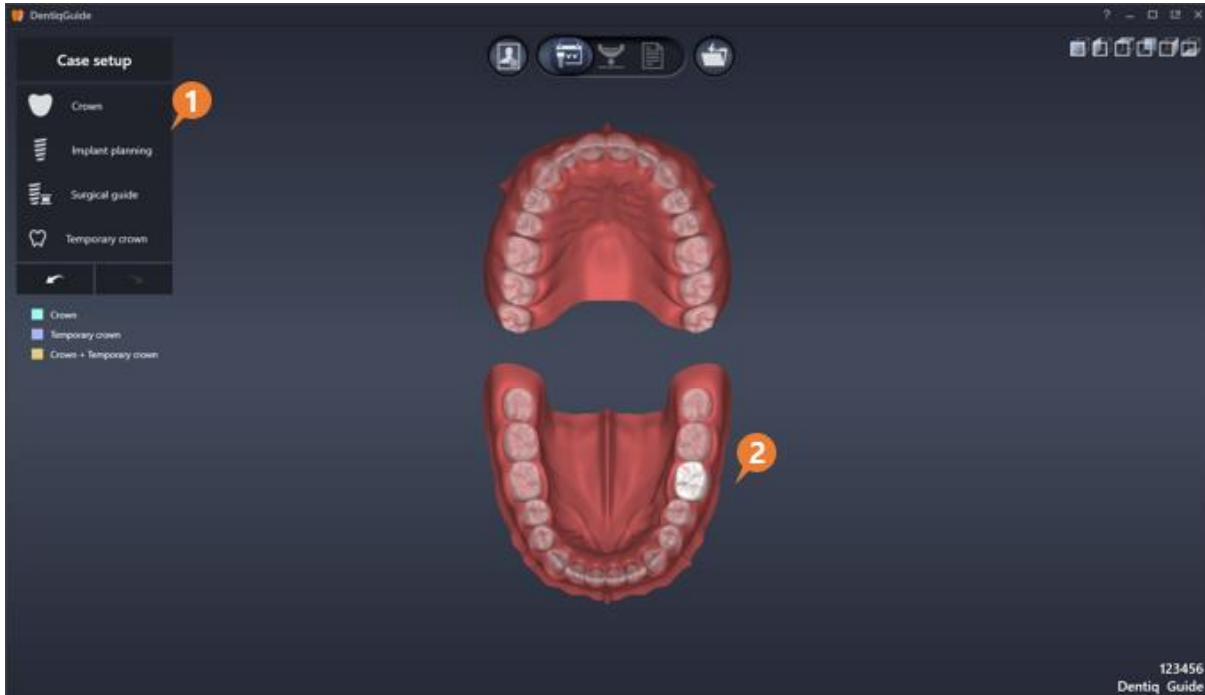 DentiqGuide
?
Case setup
Crown
1
Implant planning
Surgical guide
Temporary crown
Crown
Temporary crown
Crown + Temporary crown
2
123456
Dentiq Guide